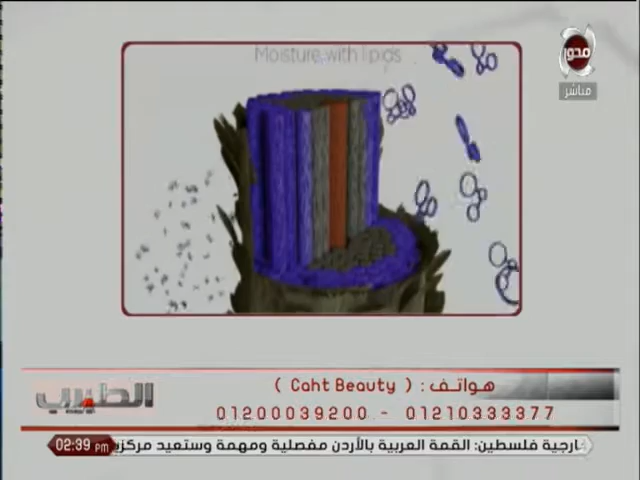 Moisture with lipids
محور
مباشر
هواتف : ( Caht Beauty )
01200039200 - 01210333377
الطبيب
02:39 PM
خارجية فلسطين: القمة العربية بالأردن مفصلية ومهمة وستعيد مركزي